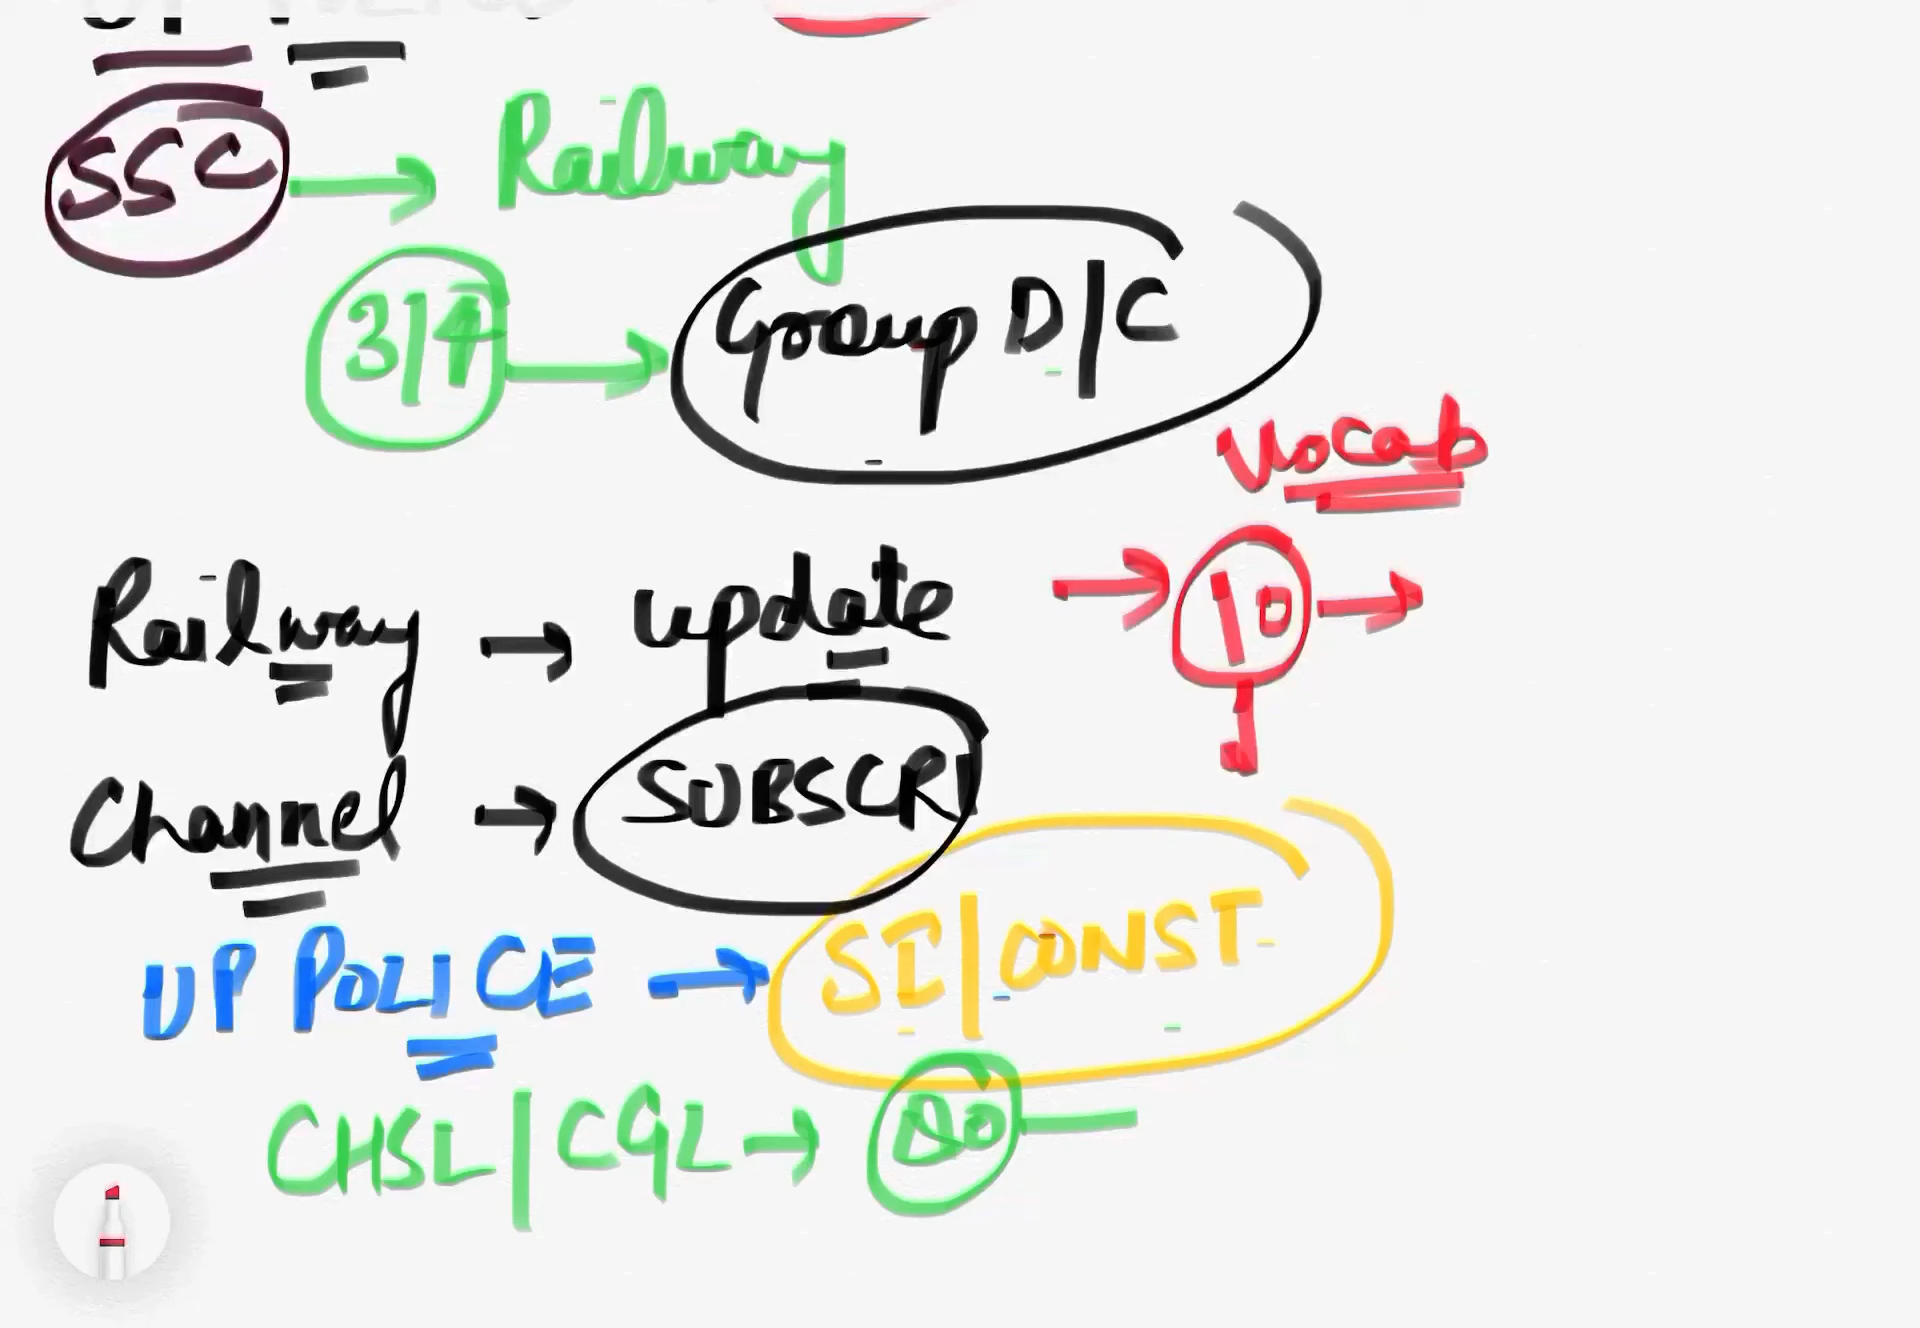 SSC → Railway
3/4 → Group D/C
Vocab
Railway → update → 10 →
Channel → SUBSCRI
UP POLICE → SI/CONST.
CHSL/CGL →